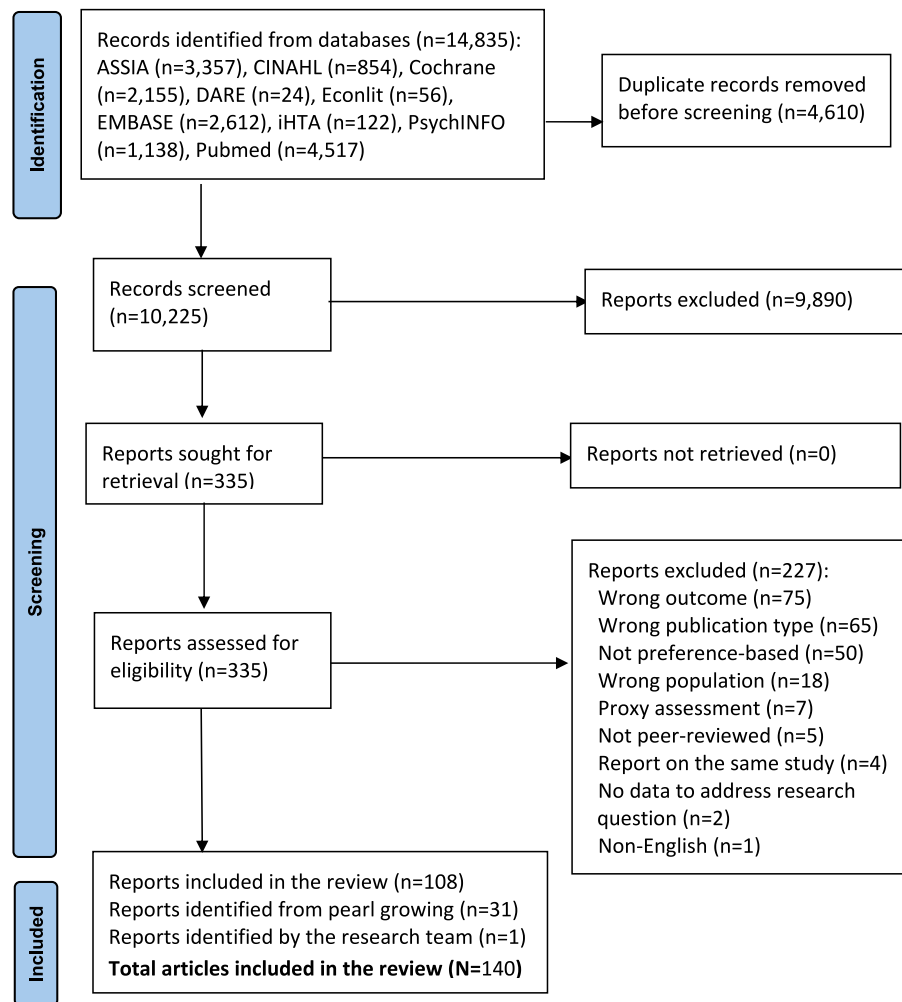 Identification
Records identified from databases (n=14,835):
ASSIA (n=3,357), CINAHL (n=854), Cochrane
(n=2,155), DARE (n=24), Econlit (n=56),
EMBASE (n=2,612), iHTA (n=122), PsychINFO
(n=1,138), Pubmed (n=4,517)
Duplicate records removed
before screening (n=4,610)
Screening
Records screened
(n=10,225)
Reports excluded (n=9,890)
Reports sought for
retrieval (n=335)
Reports not retrieved (n=0)
Reports assessed for
eligibility (n=335)
Reports excluded (n=227):
Wrong outcome (n=75)
Wrong publication type (n=65)
Not preference-based (n=50)
Wrong population (n=18)
Proxy assessment (n=7)
Not peer-reviewed (n=5)
Report on the same study (n=4)
No data to address research
question (n=2)
Non-English (n=1)
Included
Reports included in the review (n=108)
Reports identified from pearl growing (n=31)
Reports identified by the research team (n=1)
Total articles included in the review (N=140)